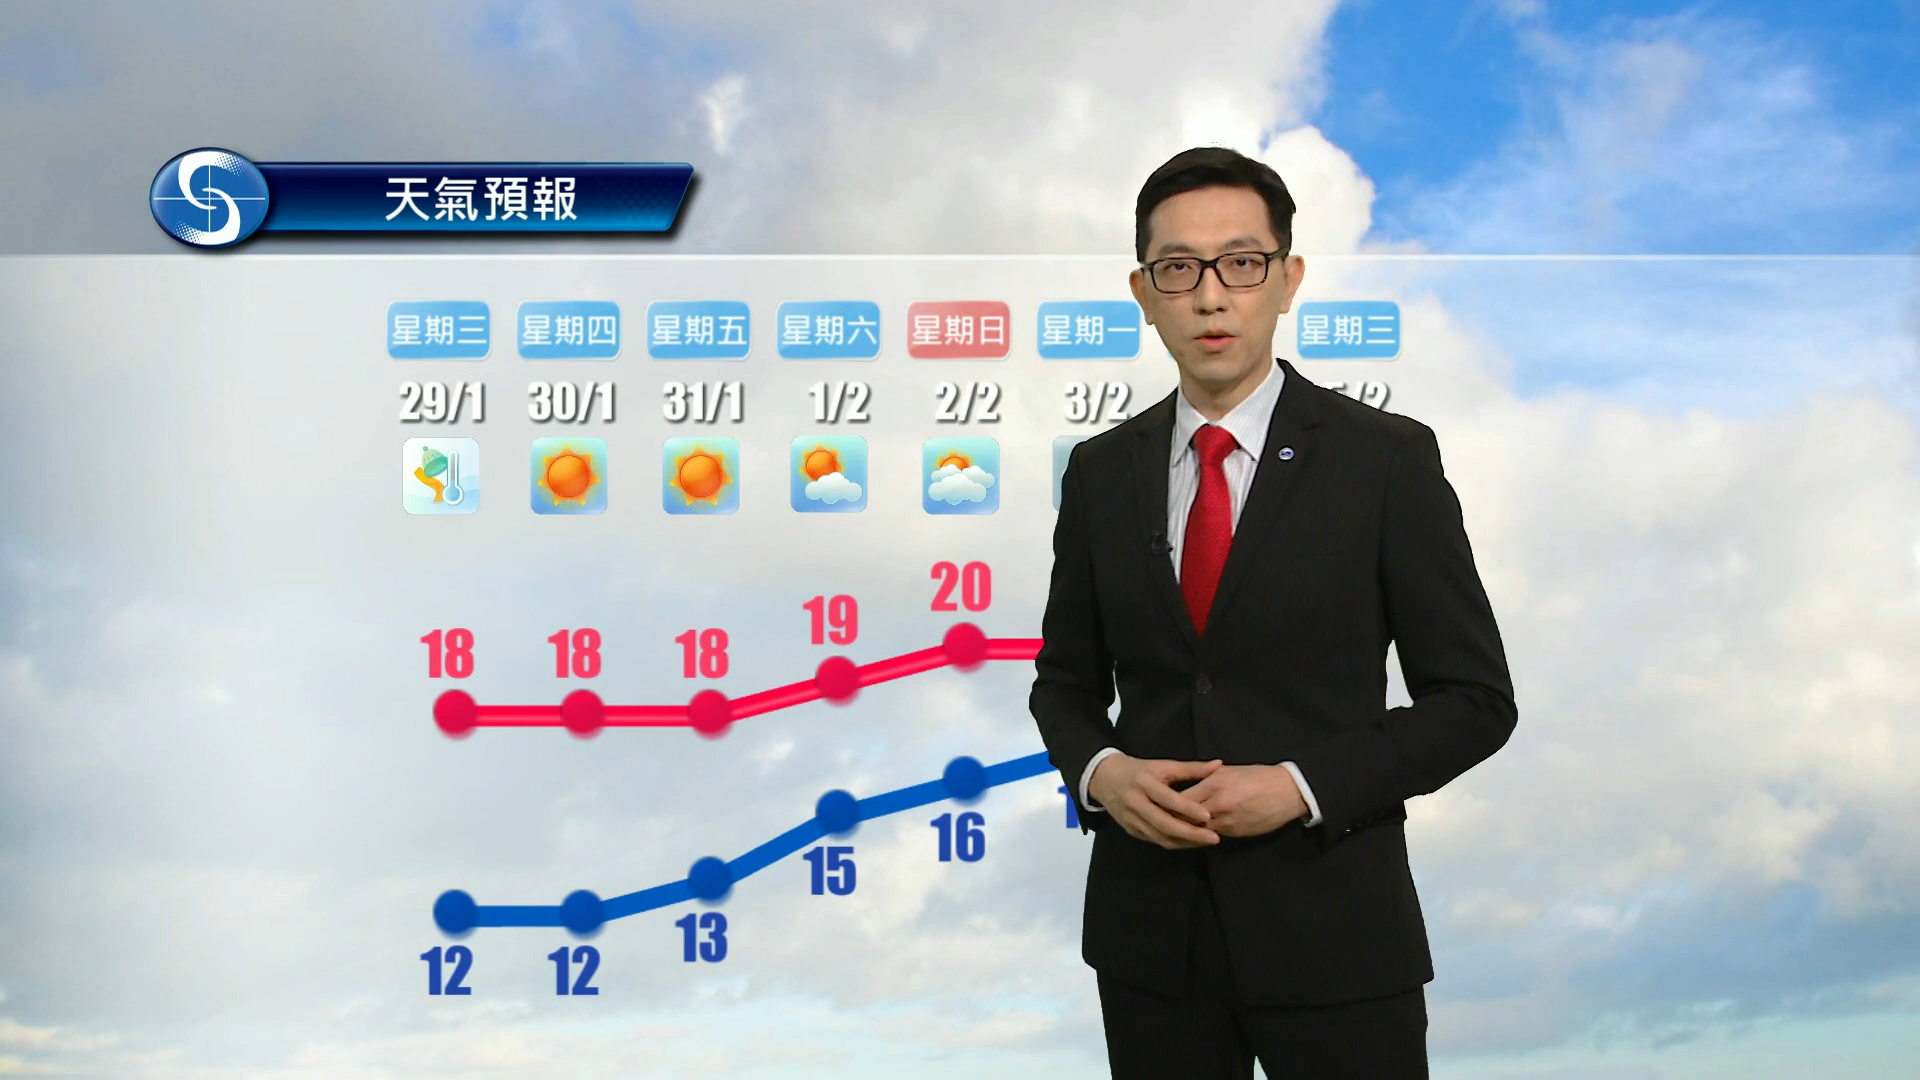 天氣預報
星期三 星期四 星期五 星期六 星期日 星期一 星期三
29/1 30/1 31/1 1/2 2/2 3/2
18 18 18 19 20
12 12 13 15 16